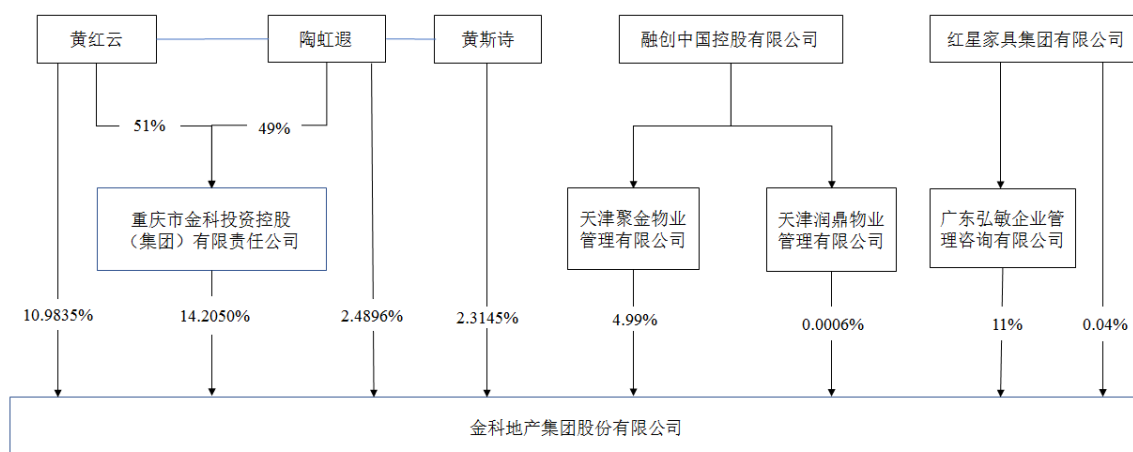 黄红云
陶虹遐
黄斯诗
融创中国控股有限公司
红星家具集团有限公司
51%
49%
重庆市金科投资控股
（集团）有限责任公司
天津聚金物业
管理有限公司
天津润鼎物业
管理有限公司
广东弘敏企业管
理咨询有限公司
10.9835%
14.2050%
2.4896%
2.3145%
4.99%
0.0006%
11%
0.04%
金科地产集团股份有限公司